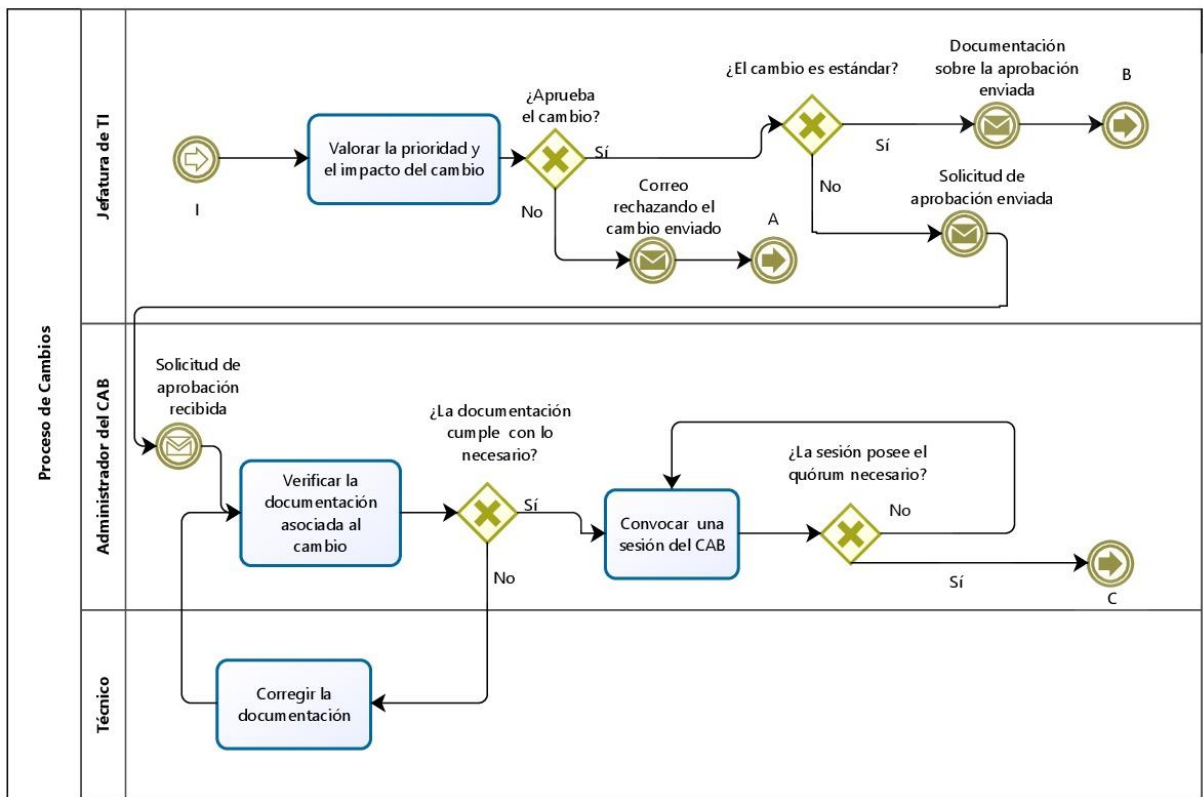 Proceso de Cambios
Jefatura de TI
I
Valorar la prioridad y
el impacto del cambio
¿Aprueba
el cambio?
Sí
No
Correo
rechazando el
cambio enviado
A
¿El cambio es estándar?
Sí
No
Documentación
sobre la aprobación
enviada
B
Solicitud de
aprobación enviada
Administrador del CAB
Solicitud de
aprobación
recibida
Verificar la
documentación
asociada al
cambio
¿La documentación
cumple con lo
necesario?
Sí
No
Convocar una
sesión del CAB
¿La sesión posee el
quórum necesario?
No
Sí
C
Técnico
Corregir la
documentación